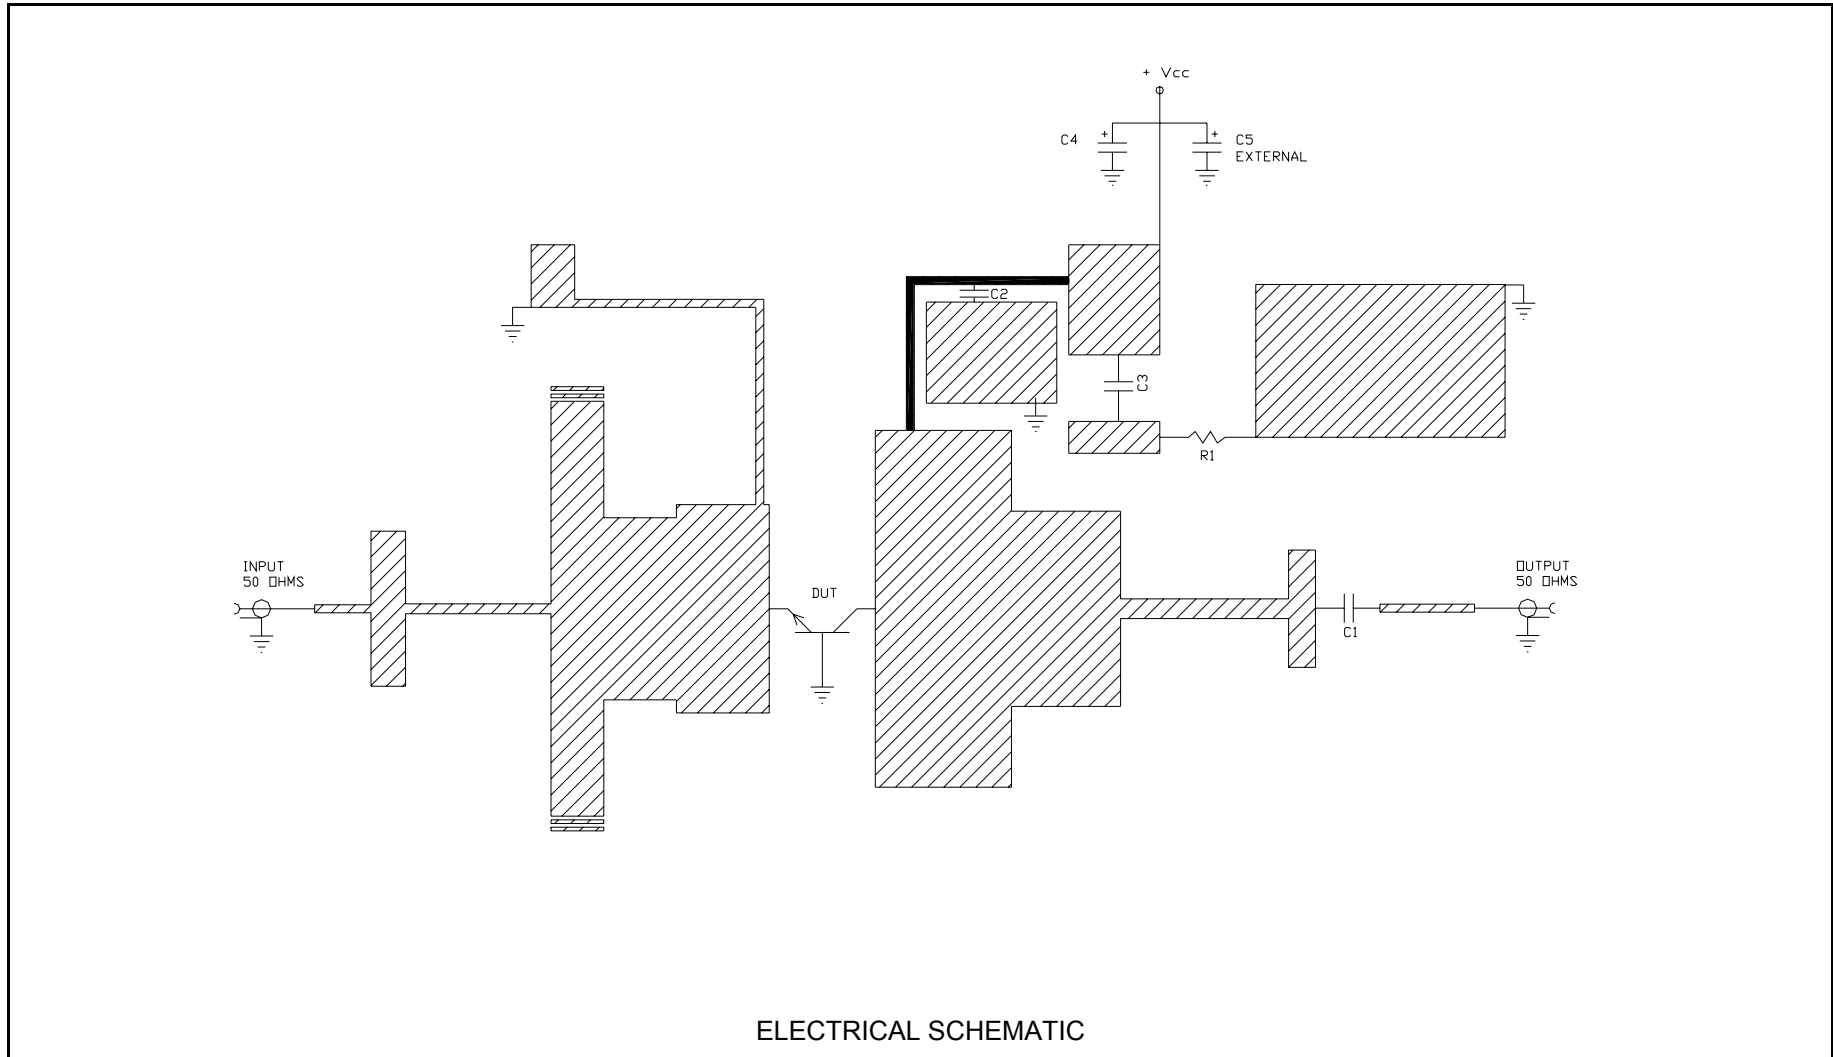 + Vcc
C4 +
+ C5
EXTERNAL
C2
C3
R1
INPUT
50 OHMS
DUT
OUTPUT
50 OHMS
C1
ELECTRICAL SCHEMATIC